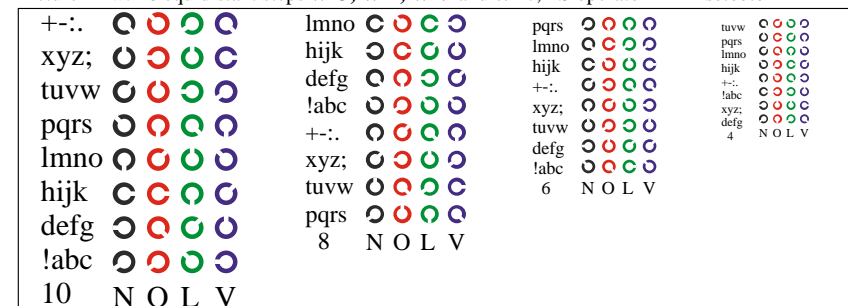 +-:.
xyz;
tuvw
pqrs
lmno
hijk
defg
!abc
10 N O L V
lmno
hijk
defg
!abc
+-:.
xyz;
tuvw
pqrs
8 N O L V
pqrs
lmno
hijk
+-:.
xyz;
tuvw
defg
!abc
6 N O L V
tuvw
pqrs
lmno
hijk
+-:.
!abc
xyz;
defg
4 N O L V